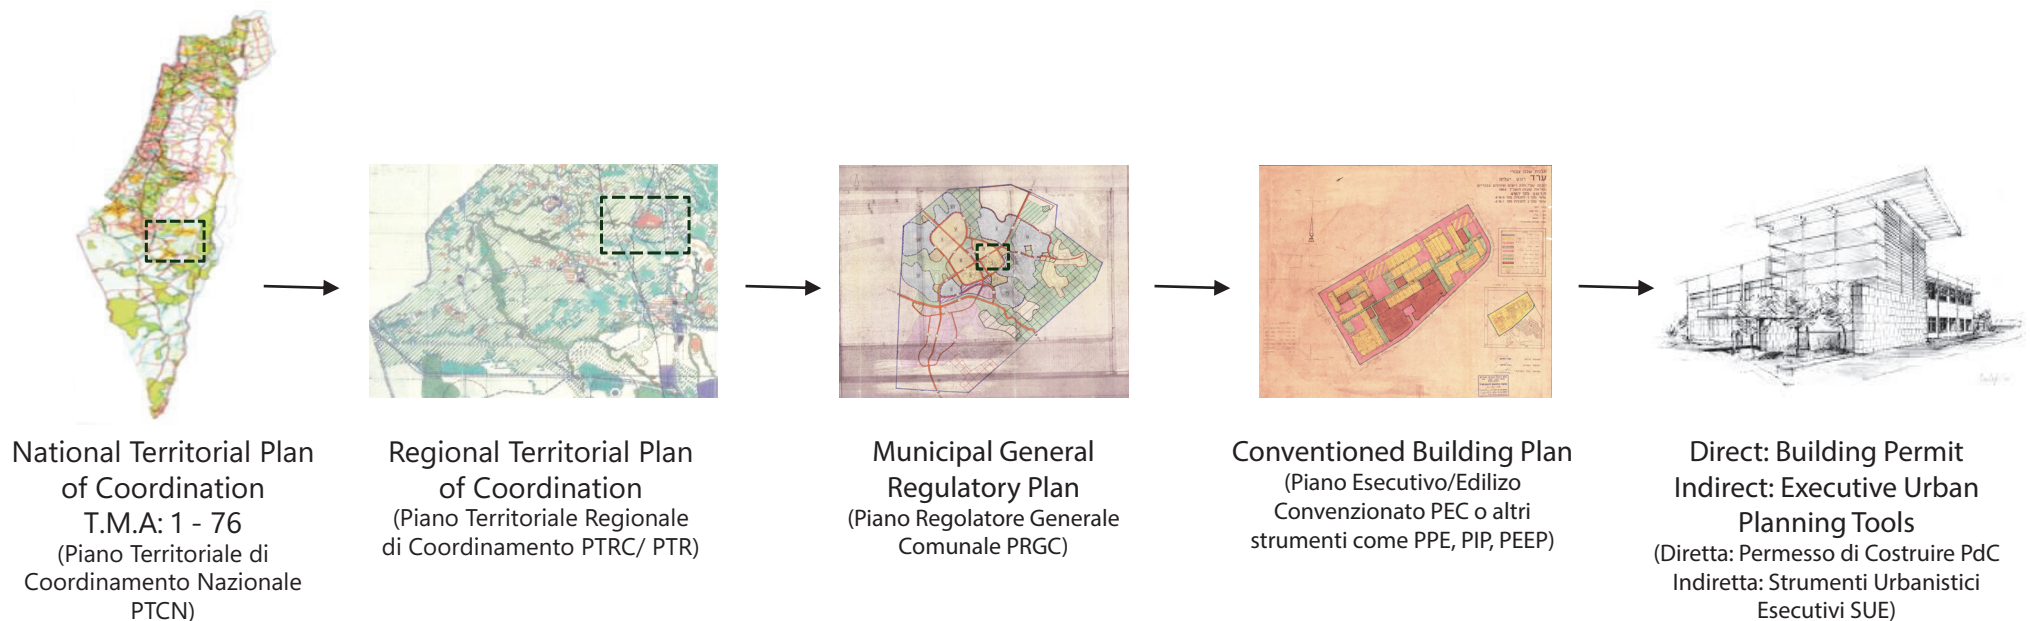 ערד
National Territorial Plan
of Coordination
T.M.A: 1 - 76
(Piano Territoriale di
Coordinamento Nazionale
PTCN)
Regional Territorial Plan
of Coordination
(Piano Territoriale Regionale
di Coordinamento PTRC/ PTR)
Municipal General
Regulatory Plan
(Piano Regolatore Generale
Comunale PRGC)
Conventioned Building Plan
(Piano Esecutivo/Edilizo
Convenzionato PEC o altri
strumenti come PPE, PIP, PEEP)
Direct: Building Permit
Indirect: Executive Urban
Planning Tools
(Diretta: Permesso di Costruire PdC
Indiretta: Strumenti Urbanistici
Esecutivi SUE)